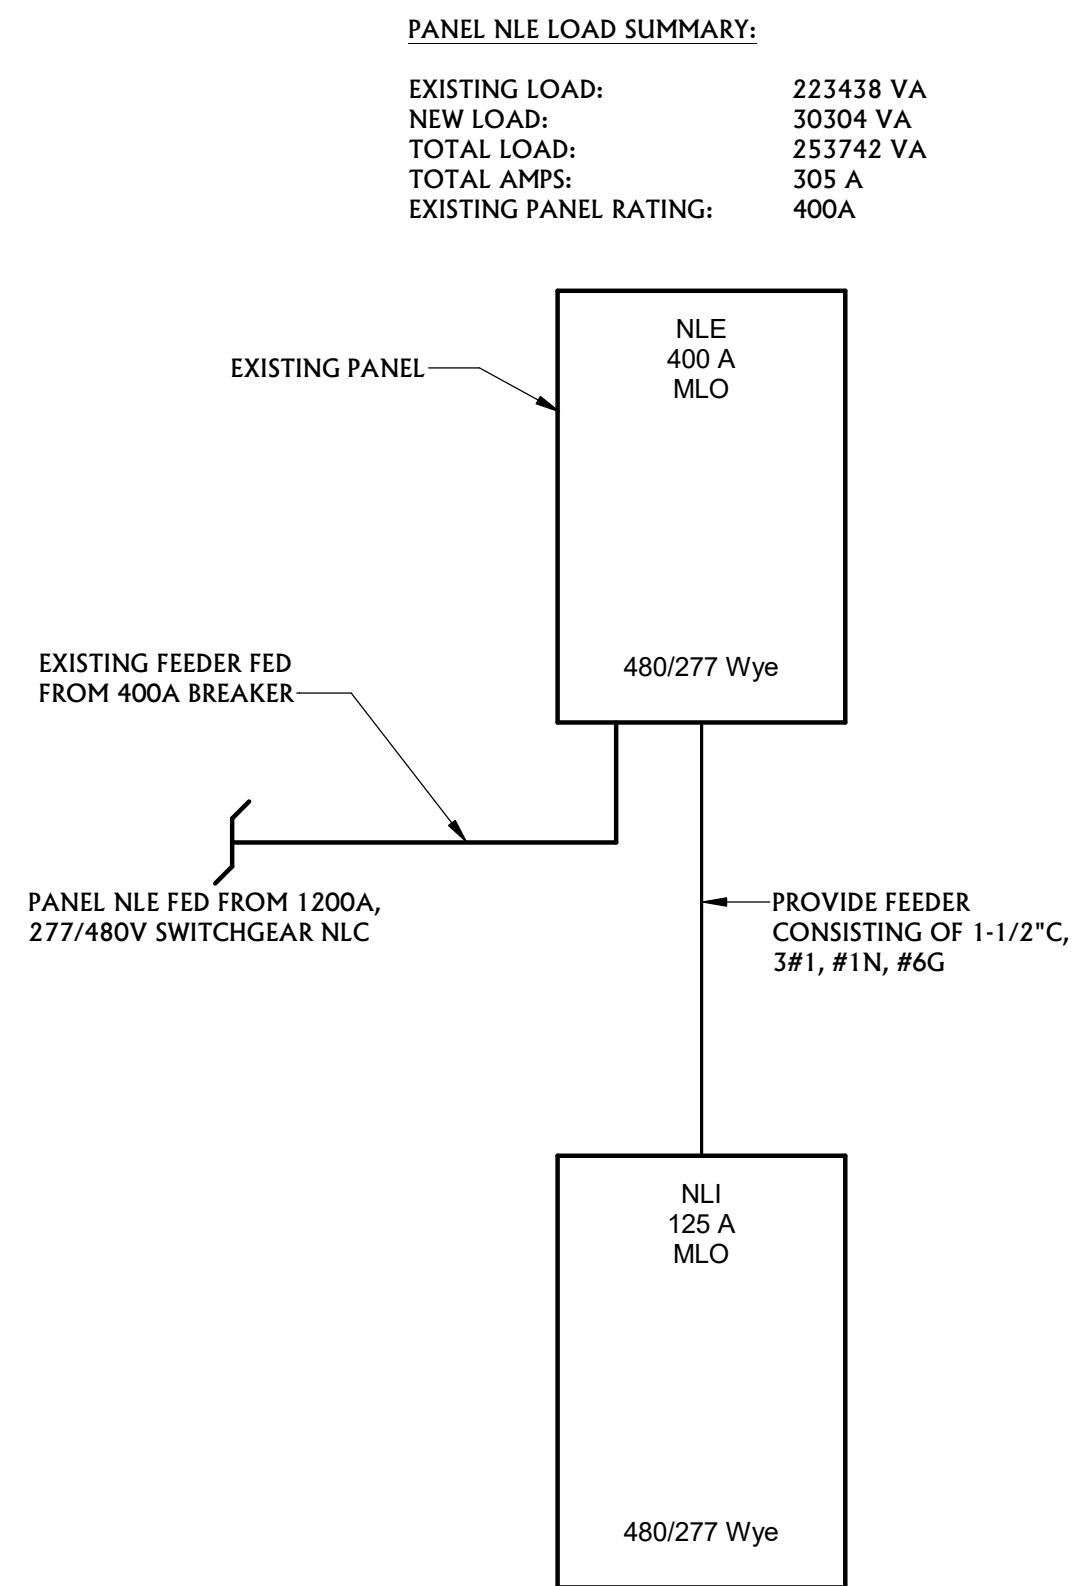 PANEL NLE LOAD SUMMARY:
EXISTING LOAD: 223438 VA
NEW LOAD: 30304 VA
TOTAL LOAD: 253742 VA
TOTAL AMPS: 305 A
EXISTING PANEL RATING: 400A
NLE
400 A
MLO
EXISTING PANEL
480/277 Wye
EXISTING FEEDER FED
FROM 400A BREAKER
PANEL NLE FED FROM 1200A,
277/480V SWITCHGEAR NLC
PROVIDE FEEDER
CONSISTING OF 1-1/2"C,
3#1, #1N, #6G
NLI
125 A
MLO
480/277 Wye